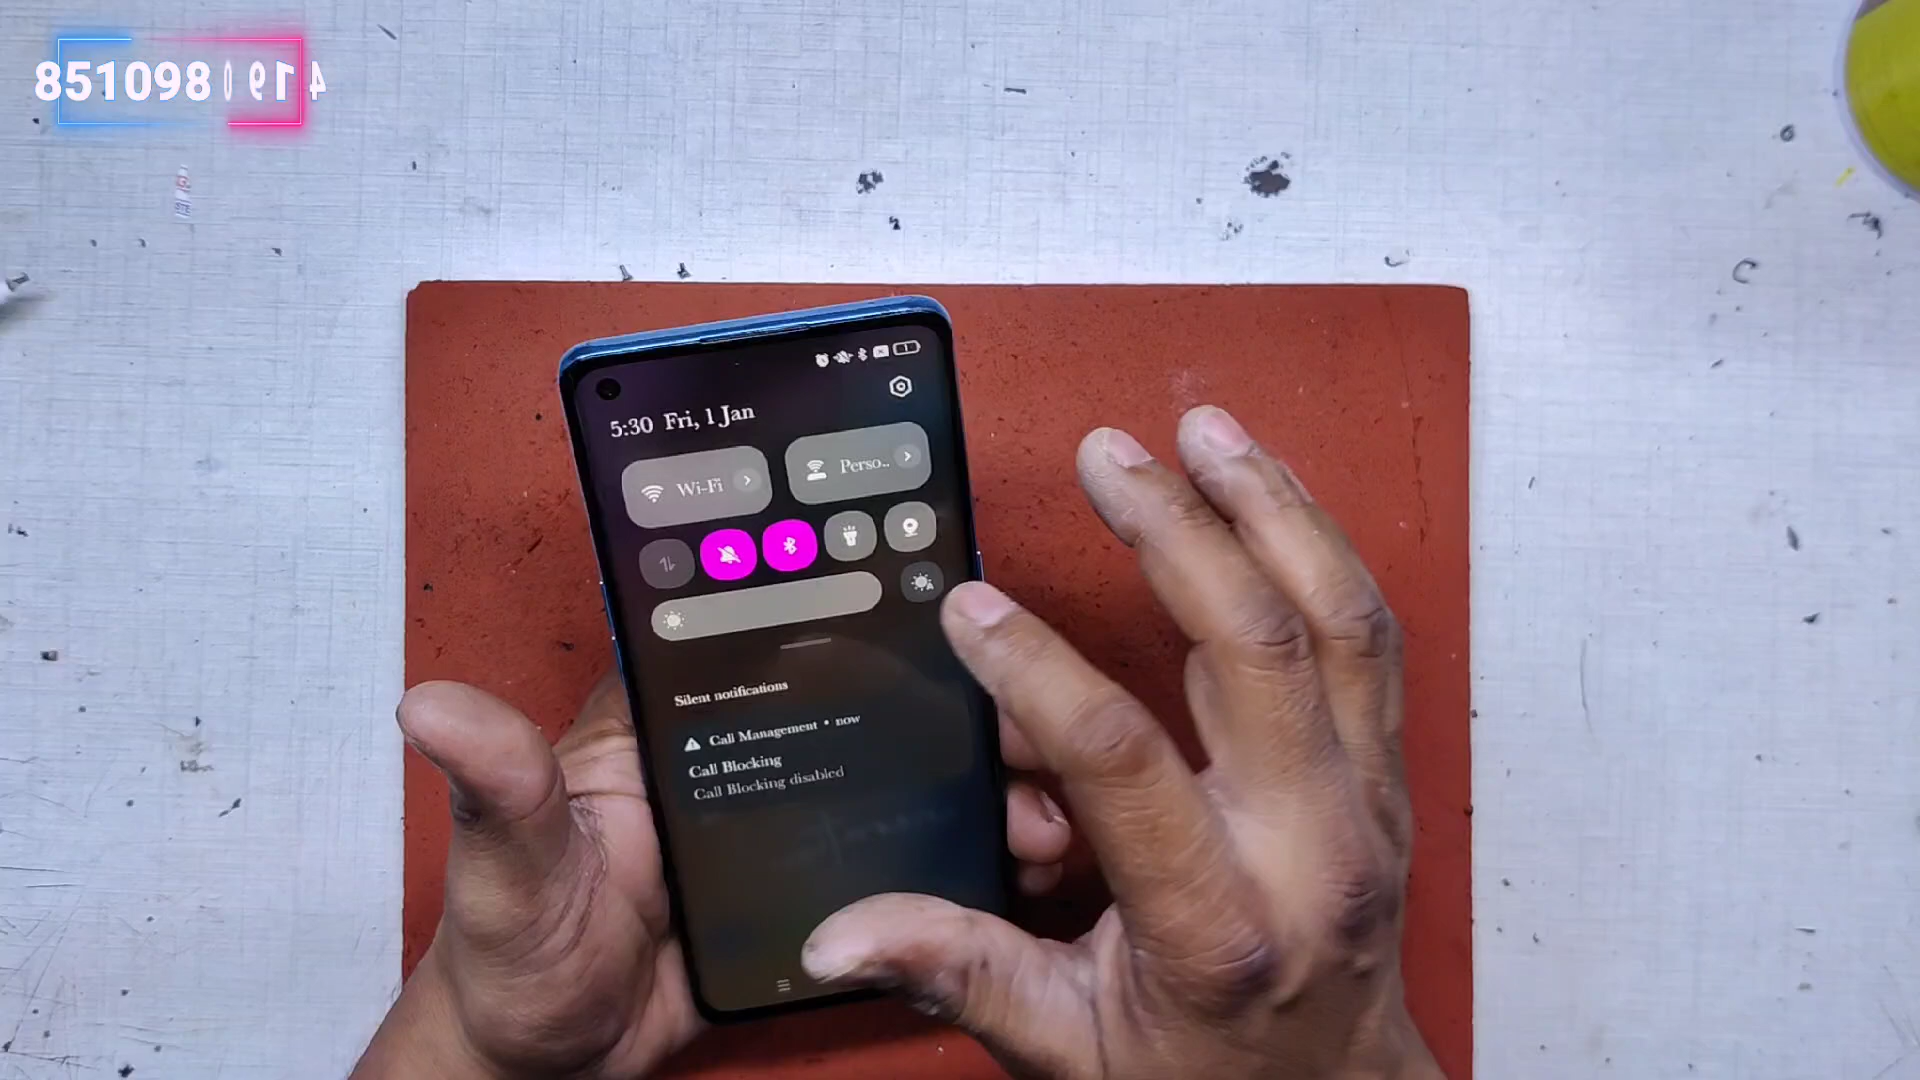 851098
5:30 Fri, 1 Jan
Wi-Fi
Perso..
Silent notifications
Call Management • now
Call Blocking
Call Blocking disabled